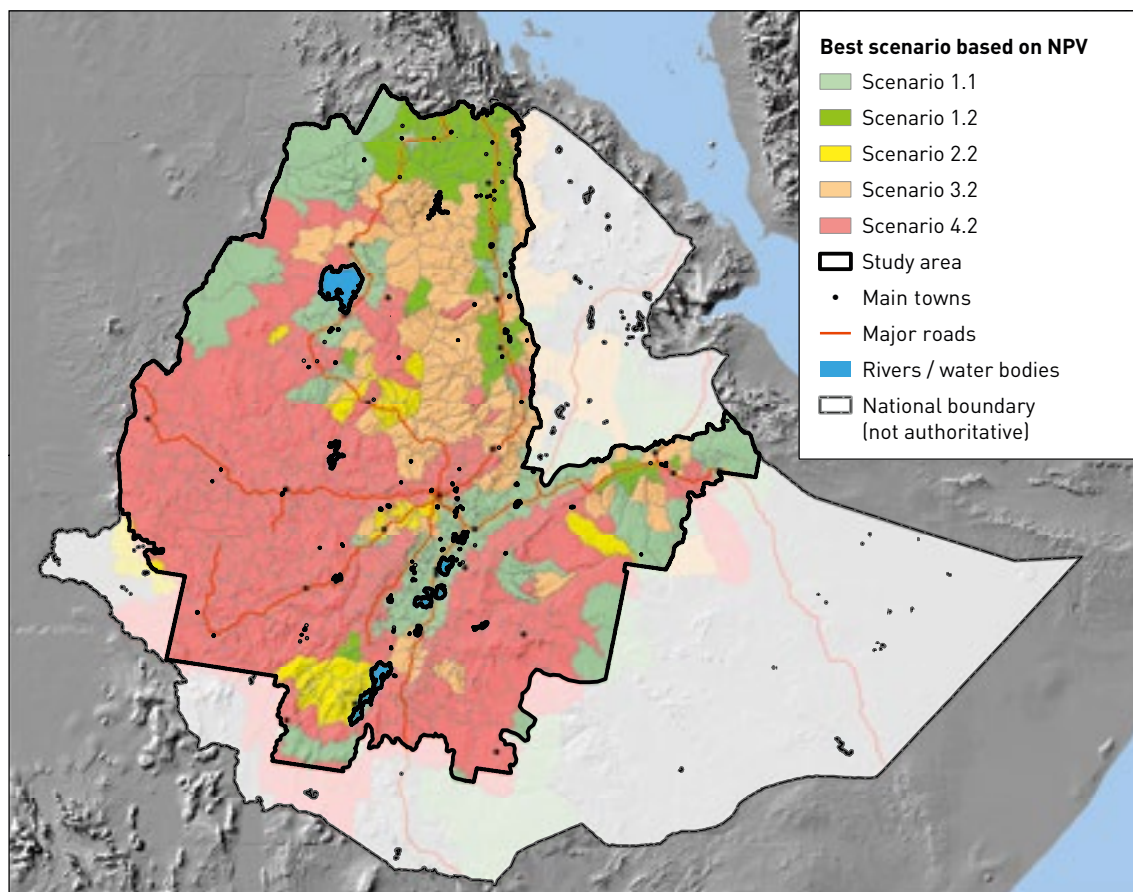 Best scenario based on NPV
Scenario 1.1
Scenario 1.2
Scenario 2.2
Scenario 3.2
Scenario 4.2
Study area
Main towns
Major roads
Rivers / water bodies
National boundary
(not authoritative)